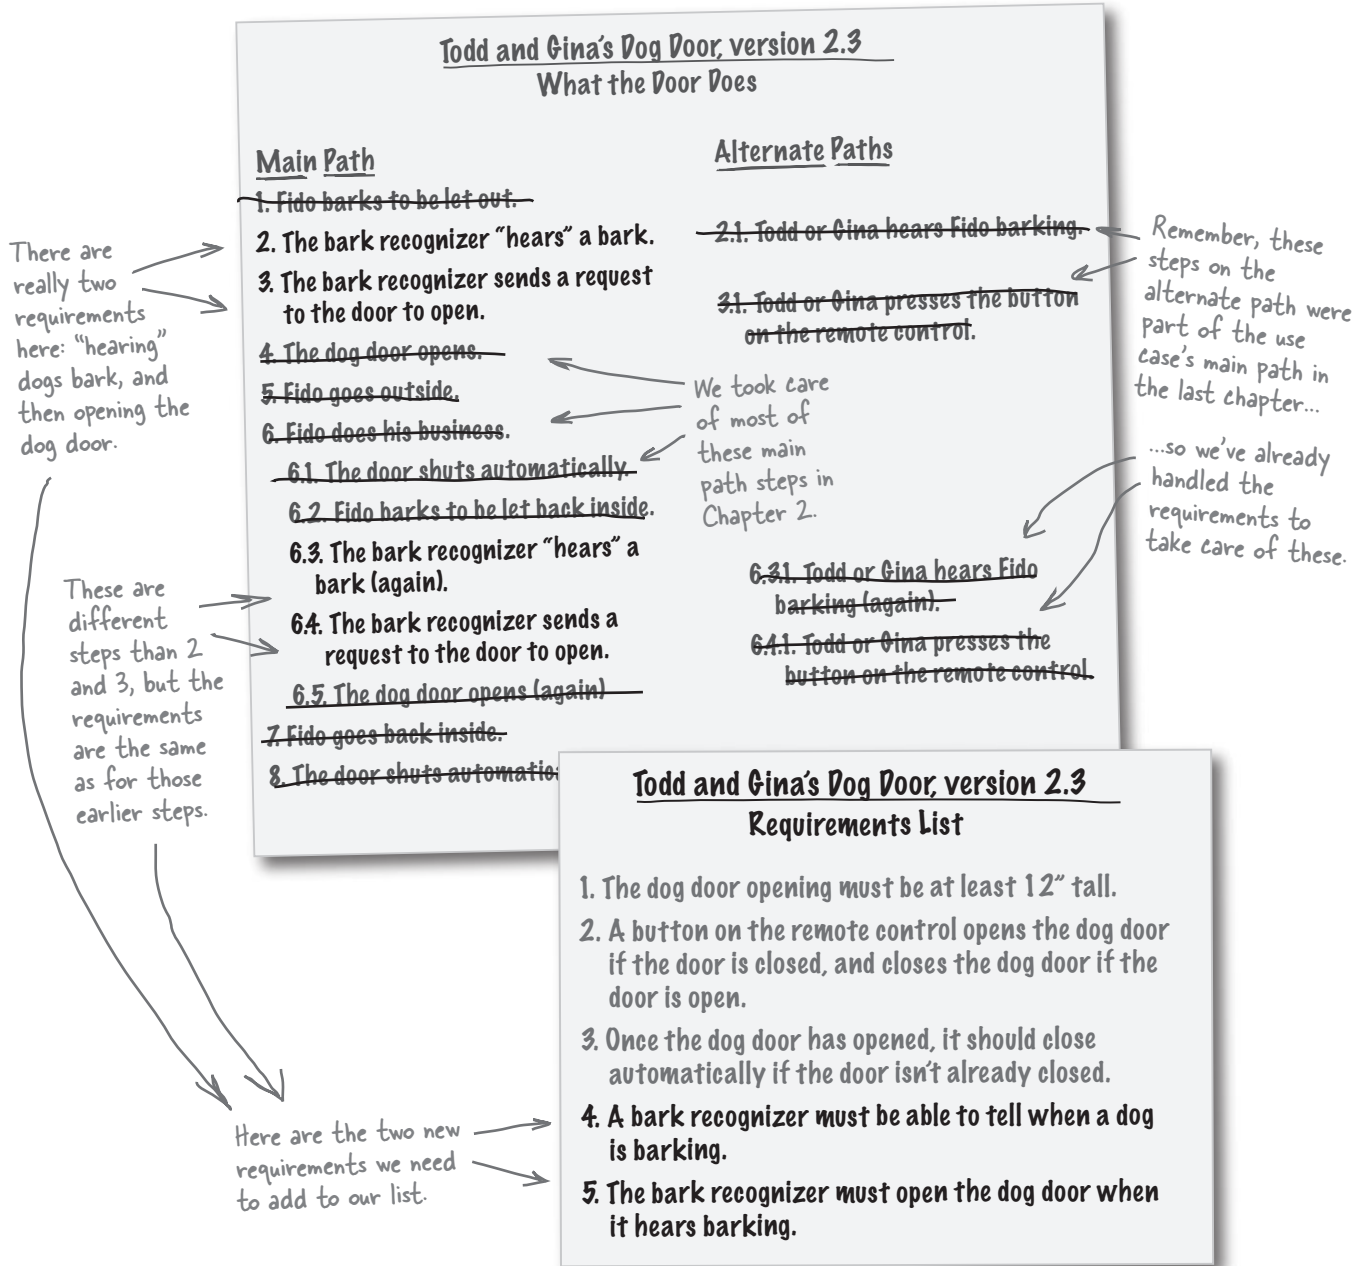 Todd and Gina's Dog Door, version 2.3
What the Door Does
Main Path
1. Fido barks to be let out.
2. The bark recognizer “hears” a bark.
3. The bark recognizer sends a request
to the door to open.
4. The dog door opens.
5. Fido goes outside.
6. Fido does his business.
6.1. The door shuts automatically.
6.2. Fido barks to be let back inside.
6.3. The bark recognizer “hears” a
bark (again).
6.4. The bark recognizer sends a
request to the door to open.
6.5. The dog door opens (again)
7. Fido goes back inside.
8. The door shuts automatic
Alternate Paths
2.1. Todd or Gina hears Fido barking.
3.1. Todd or Gina presses the button
on the remote control.
6.3.1. Todd or Gina hears Fido
barking (again).
6.4.1. Todd or Gina presses the
button on the remote control.
There are
really two
requirements
here: “hearing”
dogs bark, and
then opening the
dog door.
These are
different
steps than 2
and 3, but the
requirements
are the same
as for those
earlier steps.
We took care
of most of
these main
path steps in
Chapter 2.
Remember, these
steps on the
alternate path were
part of the use
case's main path in
the last chapter...
...so we've already
handled the
requirements to
take care of these.
Todd and Gina's Dog Door, version 2.3
Requirements List
1. The dog door opening must be at least 12” tall.
2. A button on the remote control opens the dog door
if the door is closed, and closes the dog door if the
door is open.
3. Once the dog door has opened, it should close
automatically if the door isn't already closed.
4. A bark recognizer must be able to tell when a dog
is barking.
5. The bark recognizer must open the dog door when
it hears barking.
Here are the two new
requirements we need
to add to our list.